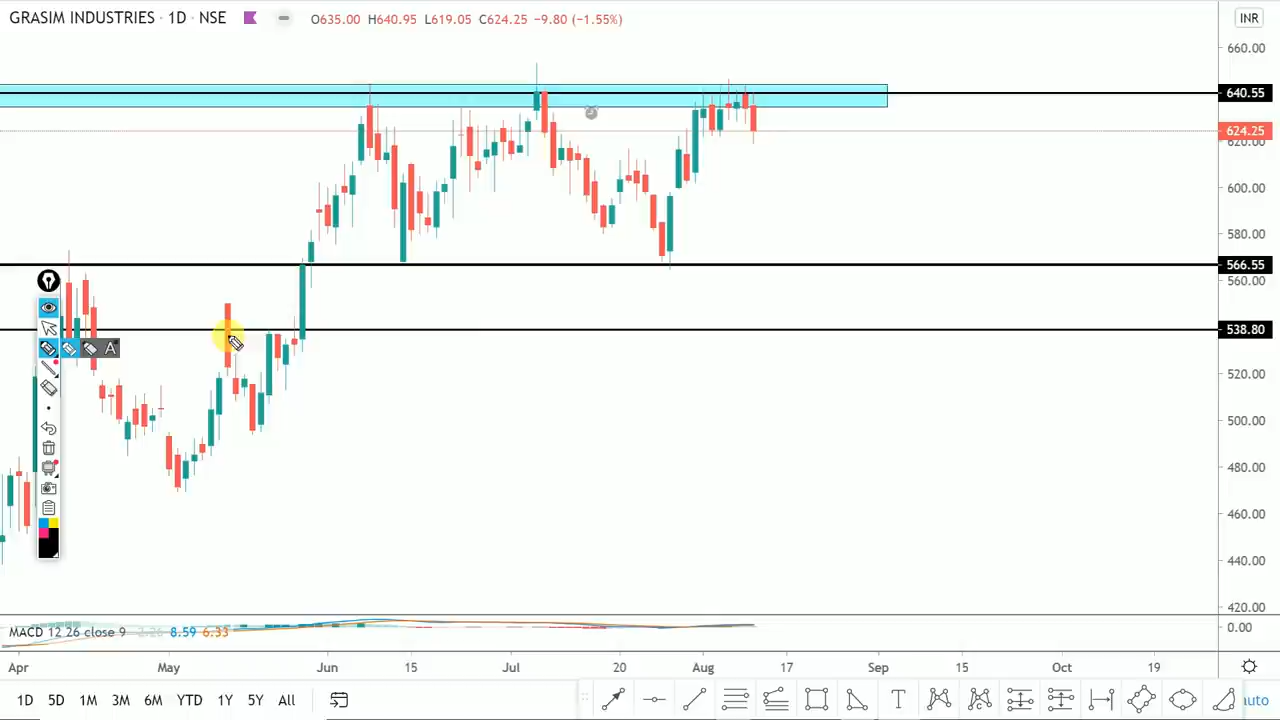 GRASIM INDUSTRIES · 1D · NSE
O635.00 H640.95 L619.05 C624.25 −9.80 (−1.55%)
INR
660.00
640.55
624.25
620.00
600.00
580.00
566.55
560.00
538.80
520.00
500.00
480.00
460.00
440.00
420.00
0.00
A
MACD 12 26 close 9 2.26 8.59 6.33
Apr May Jun 15 Jul 20 Aug 17 Sep 15 Oct 19
1D 5D 1M 3M 6M YTD 1Y 5Y All
T
auto